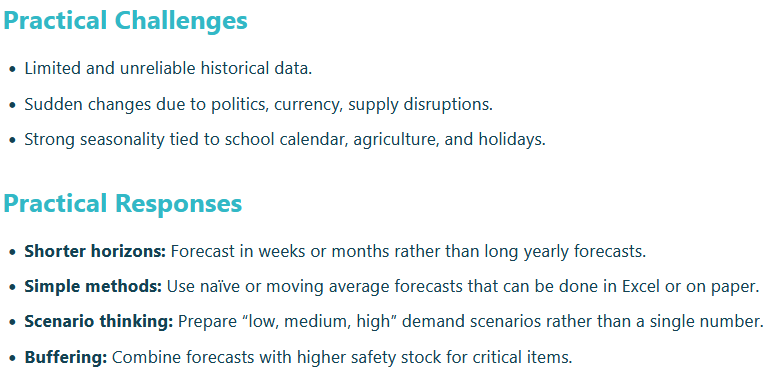 Practical Challenges
• Limited and unreliable historical data.
• Sudden changes due to politics, currency, supply disruptions.
• Strong seasonality tied to school calendar, agriculture, and holidays.
Practical Responses
• Shorter horizons: Forecast in weeks or months rather than long yearly forecasts.
• Simple methods: Use naïve or moving average forecasts that can be done in Excel or on paper.
• Scenario thinking: Prepare “low, medium, high” demand scenarios rather than a single number.
• Buffering: Combine forecasts with higher safety stock for critical items.